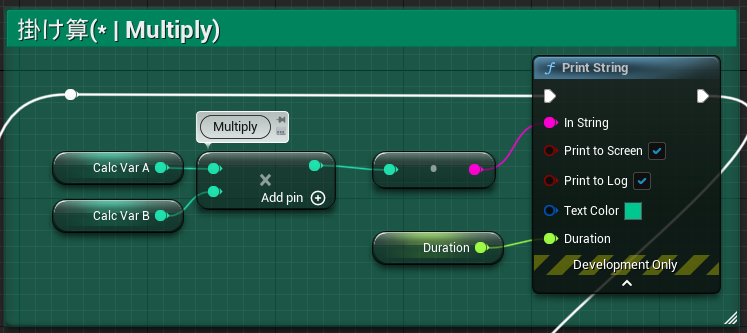 掛け算(* | Multiply)
f Print String
Multiply
In String
Calc Var A
×
Add pin
Print to Screen
Print to Log
Calc Var B
Text Color
Duration
Duration
Development Only